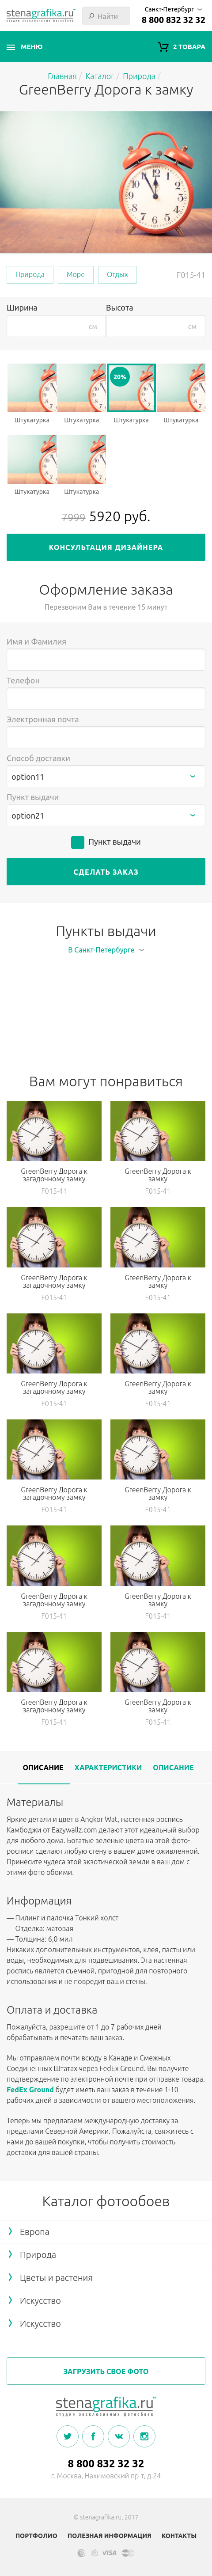 stenagrafika.ru™
студия эксклюзивных фотообоев
Найти
Санкт-Петербург
8 800 832 32 32
МЕНЮ
2 ТОВАРА
Главная / Каталог / Природа /
GreenBerry Дорога к замку
Природа
Море
Отдых
F015-41
Ширина
Высота
см
см
20%
Штукатурка
Штукатурка
Штукатурка
Штукатурка
Штукатурка
Штукатурка
7999 5920 руб.
КОНСУЛЬТАЦИЯ ДИЗАЙНЕРА
Оформление заказа
Перезвоним Вам в течение 15 минут
Имя и Фамилия
Телефон
Электронная почта
Способ доставки
option11
Пункт выдачи
option21
Пункт выдачи
СДЕЛАТЬ ЗАКАЗ
Пункты выдачи
В Санкт-Петербурге
Вам могут понравиться
GreenBerry Дорога к
загадочному замку
F015-41
GreenBerry Дорога к
замку
F015-41
GreenBerry Дорога к
загадочному замку
F015-41
GreenBerry Дорога к
замку
F015-41
GreenBerry Дорога к
загадочному замку
F015-41
GreenBerry Дорога к
замку
F015-41
GreenBerry Дорога к
загадочному замку
F015-41
GreenBerry Дорога к
замку
F015-41
GreenBerry Дорога к
загадочному замку
F015-41
GreenBerry Дорога к
замку
F015-41
GreenBerry Дорога к
загадочному замку
F015-41
GreenBerry Дорога к
замку
F015-41
ОПИСАНИЕ
ХАРАКТЕРИСТИКИ
ОПИСАНИЕ
Материалы
Яркие детали и цвет в Angkor Wat, настенная роспись
Камбоджи от Eazywallz.com делают этот идеальный выбор
для любого дома. Богатые зеленые цвета на этой фото-
росписи сделают любую стену в вашем доме оживленной.
Принесите чудеса этой экзотической земли в ваш дом с
этими фото обоими.
Информация
— Пилинг и палочка Тонкий холст
— Отделка: матовая
— Толщина: 6,0 мил
Никаких дополнительных инструментов, клея, пасты или
воды, необходимых для подвешивания. Эта настенная
роспись является съемной, пригодной для повторного
использования и не повредит ваши стены.
Оплата и доставка
Пожалуйста, разрешите от 1 до 7 рабочих дней
обрабатывать и печатать ваш заказ.
Мы отправляем почти всюду в Канаде и Смежных
Соединенных Штатах через FedEx Ground. Вы получите
подтверждение по электронной почте при отправке товара.
FedEx Ground будет иметь ваш заказ в течение 1-10
рабочих дней в зависимости от вашего местоположения.
Теперь мы предлагаем международную доставку за
пределами Северной Америки. Пожалуйста, свяжитесь с
нами до вашей покупки, чтобы получить стоимость
доставки для вашей страны.
Каталог фотообоев
Европа
Природа
Цветы и растения
Искусство
Искусство
ЗАГРУЗИТЬ СВОЕ ФОТО
stenagrafika.ru™
студия эксклюзивных фотообоев
8 800 832 32 32
г. Москва, Нахимовский пр-т, д.24
© stenagrafika.ru, 2017
ПОРТФОЛИО
ПОЛЕЗНАЯ ИНФОРМАЦИЯ
КОНТАКТЫ
VISA